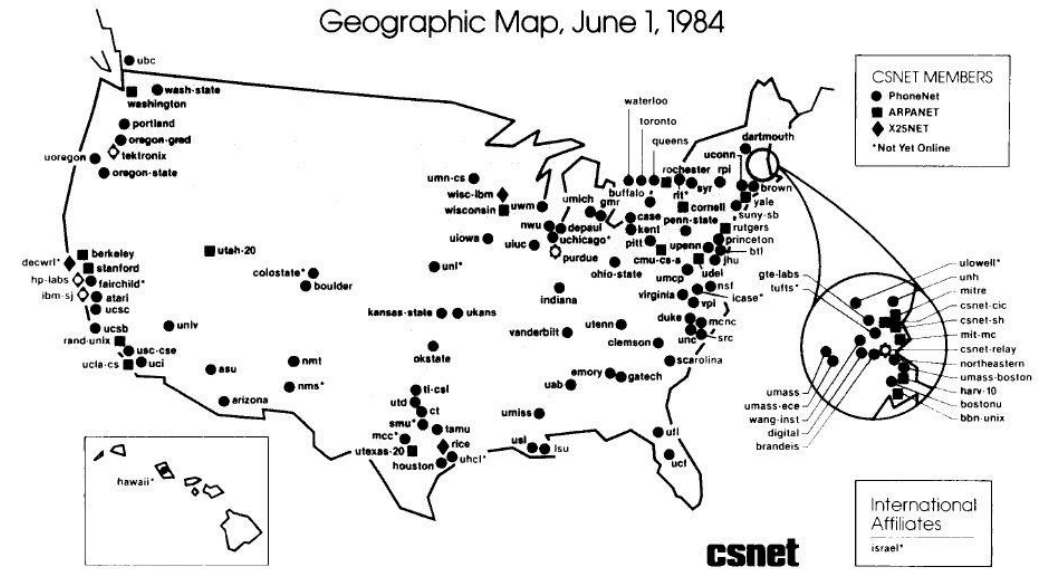 Geographic Map, June 1, 1984
CSNET MEMBERS
PhoneNet
ARPANET
X25NET
*Not Yet Online
ubc
wash-state
washington
portland
oregon-grad
tektronix
uoregon
oregon-state
berkeley
decwrl*
stanford
hp-labs
fairchild*
ibm-sj
atari
ucsc
ucsb
rand-unix
usc-cse
ucla-cs
uci
utah-20
colostate*
boulder
univ
asu
arizona
nmt
nms*
umn-cs
wisc-ibm
wisconsin
uwm
uiowa
nwu
depaul
uchicago*
uiuc
purdue
unl*
indiana
kansas-state
ukans
okstate
ti-csl
utd
ct
smu*
tamu
mcc*
rice
utexas-20
uhcl*
houston
vanderbilt
utenn
clemson
emory
gatech
uab
umiss
usl
lsu
ufl
ucf
scarolina
waterloo
toronto
queens
dartmouth
uconn
rochester
rpi
buffalo
rit*
syr
brown
umich
gmr
cornell
yale
suny-sb
case
penn-state
kent
rutgers
pitt
princeton
upenn
btl
cmu-cs-a
jhu
ohio-state
udel
umcp
nsf
virginia
icase*
vpi
duke
mcnc
unc
src
gte-labs
tufts*
ulowell*
unh
mitre
csnet-cic
csnet-sh
mit-mc
csnet-relay
northeastern
umass-boston
harv-10
bostonu
bbn-unix
umass
umass-ece
wang-inst
digital
brandeis
hawaii*
International
Affiliates
israel*
csnet